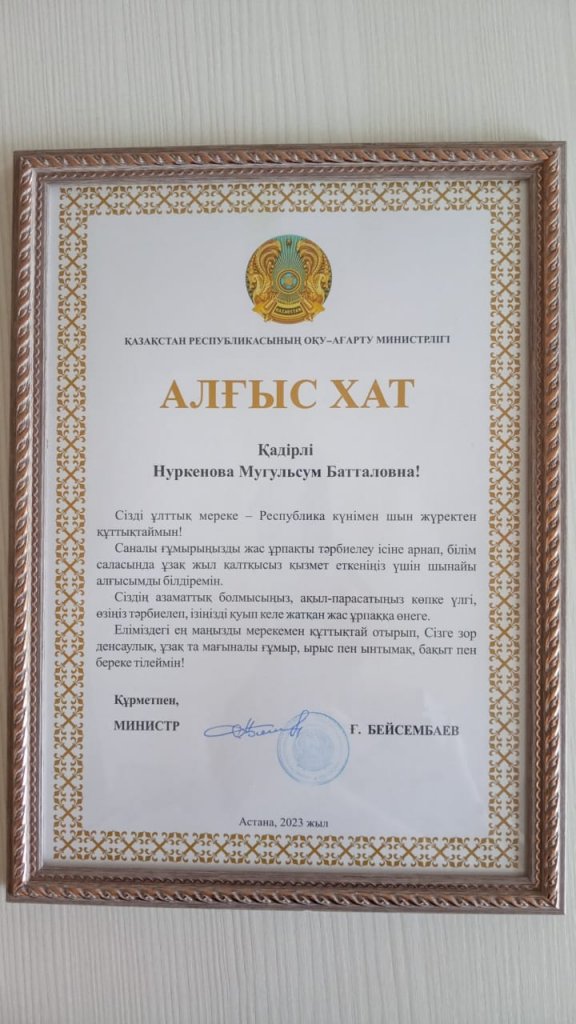 ҚАЗАҚСТАН
ҚАЗАҚСТАН РЕСПУБЛИКАСЫНЫҢ ОҚУ–АҒАРТУ МИНИСТРЛІГІ
АЛҒЫС ХАТ
Қадірлі
Нуркенова Мугульсум Батталовна!
Сізді ұлттық мереке – Республика күнімен шын жүректен
құттықтаймын!
Саналы ғұмырыңызды жас ұрпақты тәрбиелеу ісіне арнап, білім
саласында ұзақ жыл қалтқысыз қызмет еткеніңіз үшін шынайы
алғысымды білдіремін.
Сіздің азаматтық болмысыңыз, ақыл-парасатыңыз көпке үлгі,
өзіңіз тәрбиелеп, ізіңізді қуып келе жатқан жас ұрпаққа өнеге.
Еліміздегі ең маңызды мерекемен құттықтай отырып, Сізге зор
денсаулық, ұзақ та мағыналы ғұмыр, ырыс пен ынтымақ, бақыт пен
береке тілеймін!
Құрметпен,
МИНИСТР Ғ. БЕЙСЕМБАЕВ
Астана, 2023 жыл